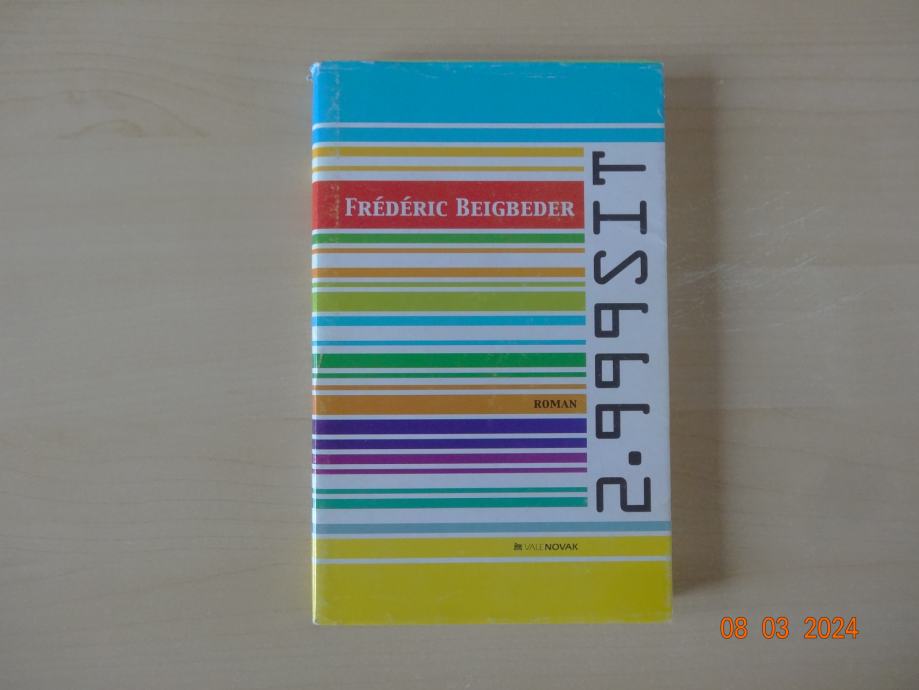 FRÉDÉRIC BEIGBEDER
2.999SIT
ROMAN
VALENOVAK
08 03 2024